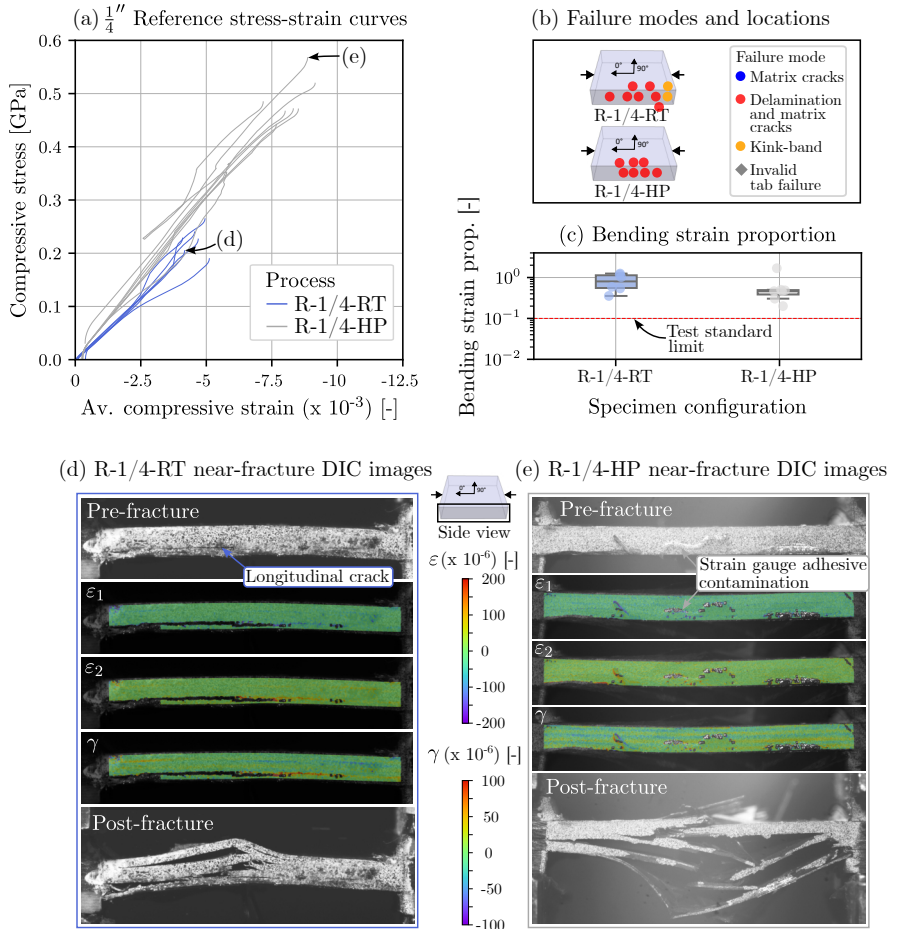 (a) 1/4″ Reference stress-strain curves
0.6
0.5
0.4
0.3
0.2
0.1
0.0
Compressive stress [GPa]
(e)
(d)
Process
R-1/4-RT
R-1/4-HP
0
-2.5
-5
-7.5
-10
-12.5
Av. compressive strain (x 10⁻³) [-]
(b) Failure modes and locations
0°
90°
R-1/4-RT
0°
90°
R-1/4-HP
Failure mode
Matrix cracks
Delamination
and matrix
cracks
Kink-band
Invalid
tab failure
(c) Bending strain proportion
Bending strain prop. [-]
10⁰
10⁻¹
10⁻²
Test standard
limit
R-1/4-RT
R-1/4-HP
Specimen configuration
(d) R-1/4-RT near-fracture DIC images
Pre-fracture
Longitudinal crack
ε₁
ε₂
γ
Post-fracture
0°
90°
Side view
ε (x 10⁻⁶) [-]
200
100
0
-100
-200
γ (x 10⁻⁶) [-]
100
50
0
-50
-100
(e) R-1/4-HP near-fracture DIC images
Pre-fracture
Strain gauge adhesive
contamination
ε₁
ε₂
γ
Post-fracture